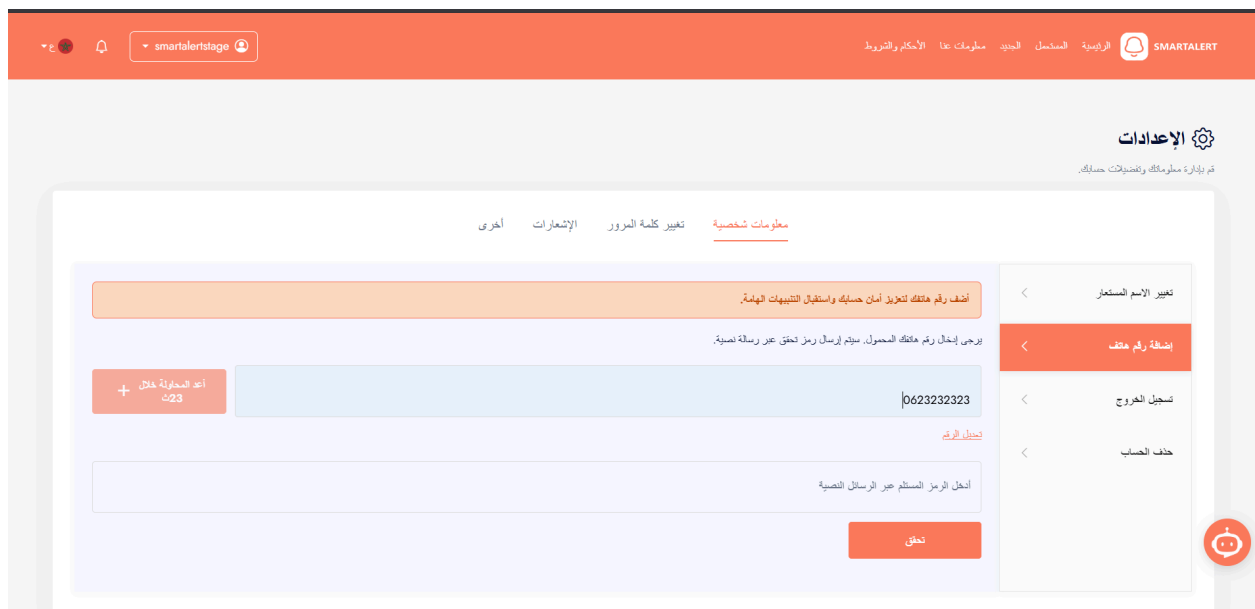 SMARTALERT الرئيسية المستعمل الجديد معلومات عنا الأحكام والشروط
smartalertstage
ع
الإعدادات
قم بإدارة معلوماتك وتفضيلات حسابك.
معلومات شخصية تغيير كلمة المرور الإشعارات أخرى
تغيير الاسم المستعار
إضافة رقم هاتف
تسجيل الخروج
حذف الحساب
أضف رقم هاتفك لتعزيز أمان حسابك واستقبال التنبيهات الهامة.
يرجى إدخال رقم هاتفك المحمول. سيتم إرسال رمز تحقق عبر رسالة نصية.
0623232323
أعد المحاولة خلال
23ث
+
تعديل الرقم
أدخل الرمز المستلم عبر الرسائل النصية
تحقق